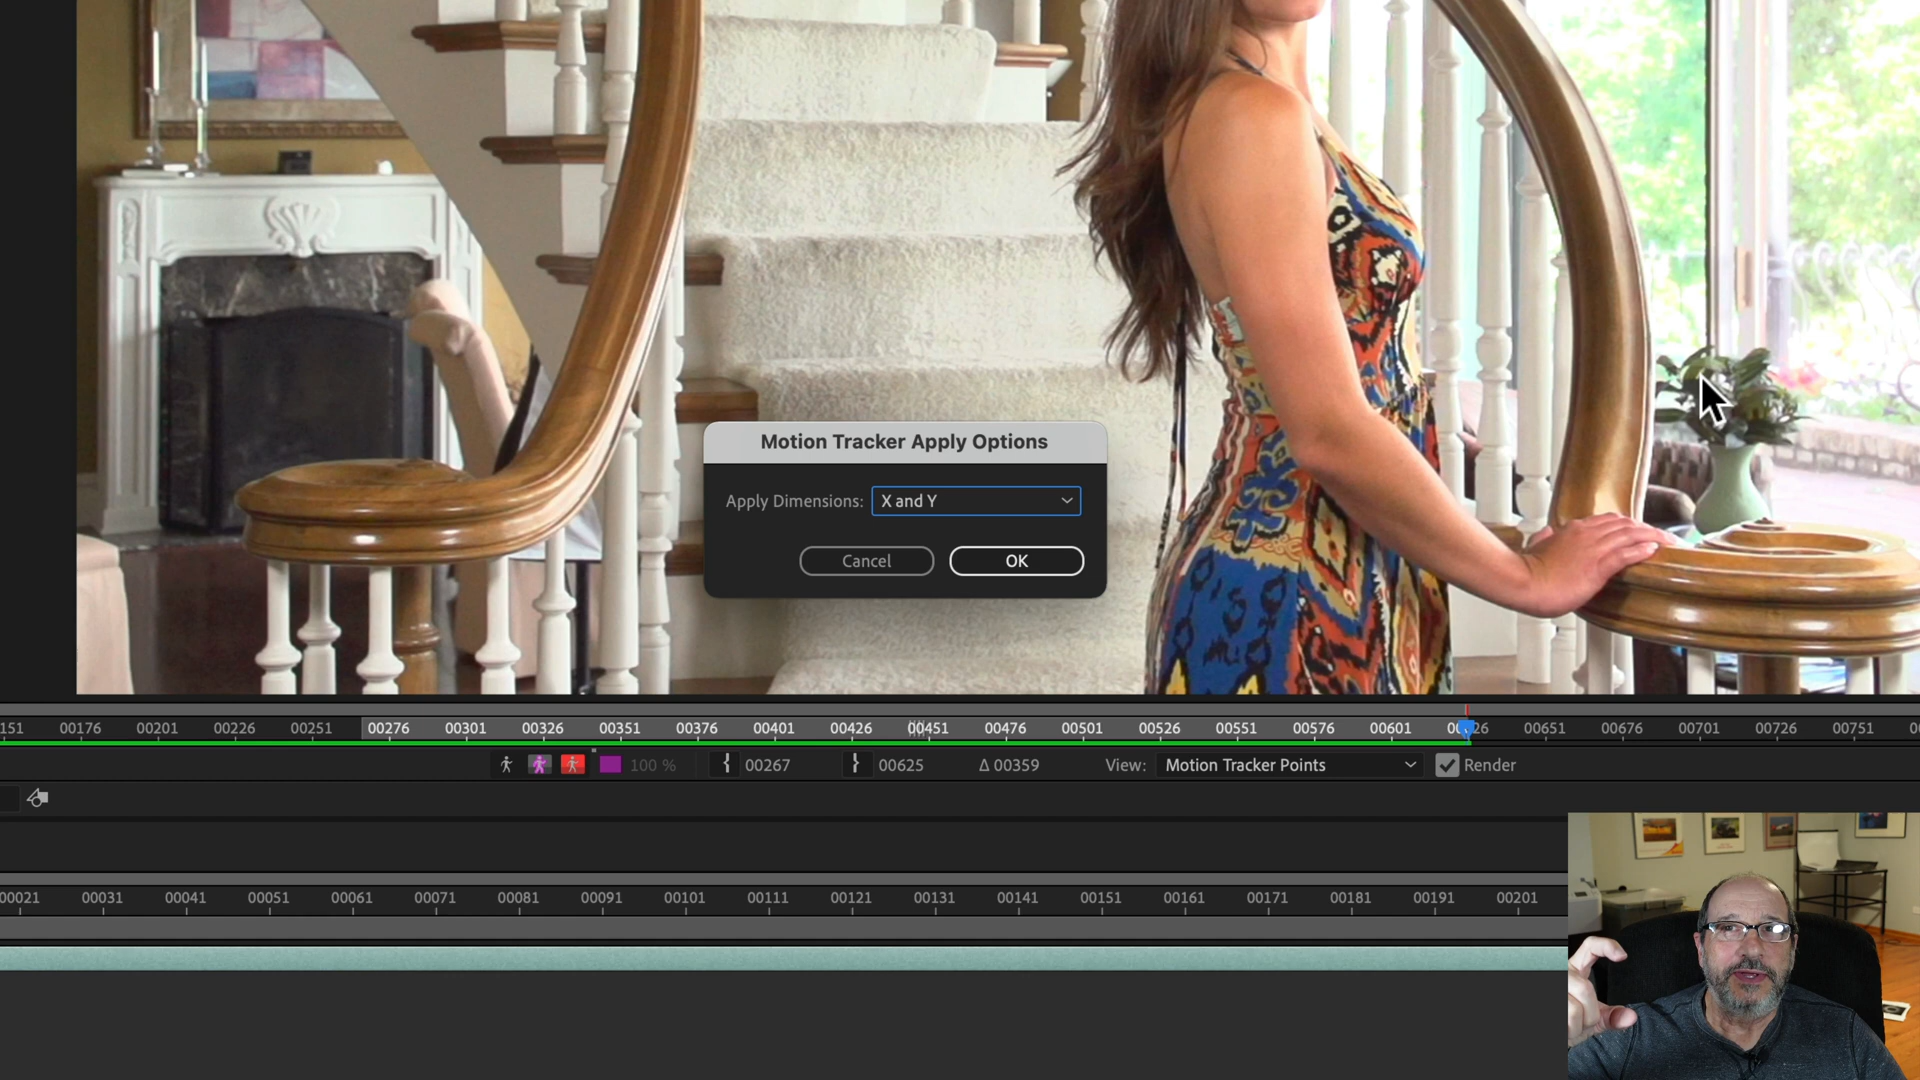 Motion Tracker Apply Options
Apply Dimensions: X and Y
Cancel OK
151 00176 00201 00226 00251 00276 00301 00326 00351 00376 00401 00426 00451 00476 00501 00526 00551 00576 00601 00651 00676 00701 00726 00751
100 % 00267 00625 Δ 00359 View: Motion Tracker Points Render
00021 00031 00041 00051 00061 00071 00081 00091 00101 00111 00121 00131 00141 00151 00161 00171 00181 00191 00201